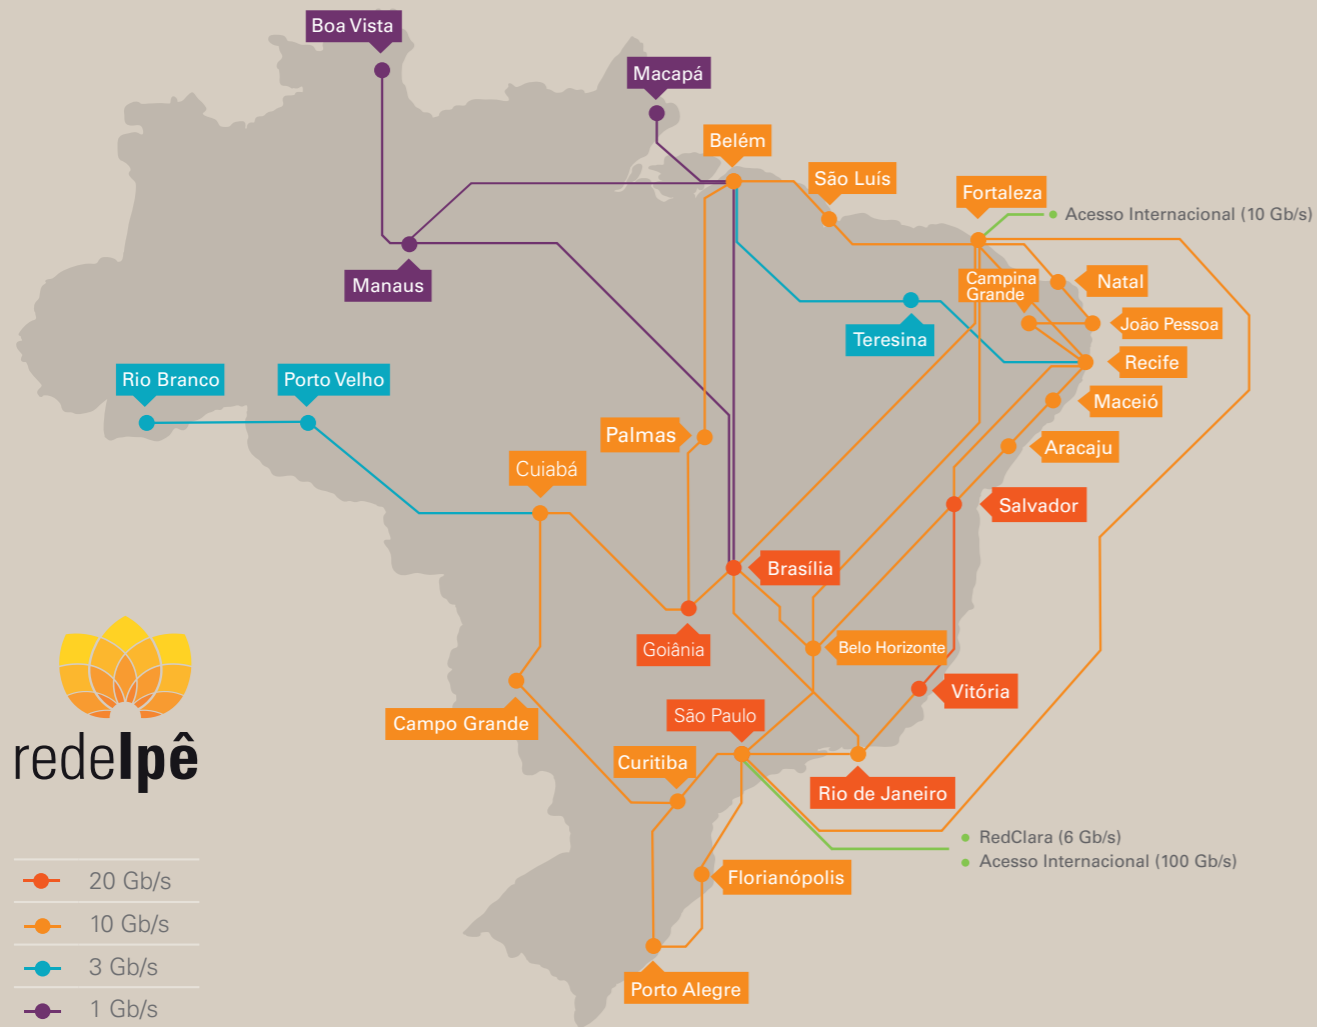 Boa Vista
Macapá
Belém
São Luís
Fortaleza
Acesso Internacional (10 Gb/s)
Manaus
Campina
Grande
Natal
João Pessoa
Teresina
Recife
Rio Branco
Porto Velho
Maceió
Palmas
Aracaju
Cuiabá
Salvador
Brasília
Goiânia
Belo Horizonte
Vitória
São Paulo
Campo Grande
Curitiba
redeIpê
Rio de Janeiro
RedClara (6 Gb/s)
Acesso Internacional (100 Gb/s)
Florianópolis
Porto Alegre
20 Gb/s
10 Gb/s
3 Gb/s
1 Gb/s